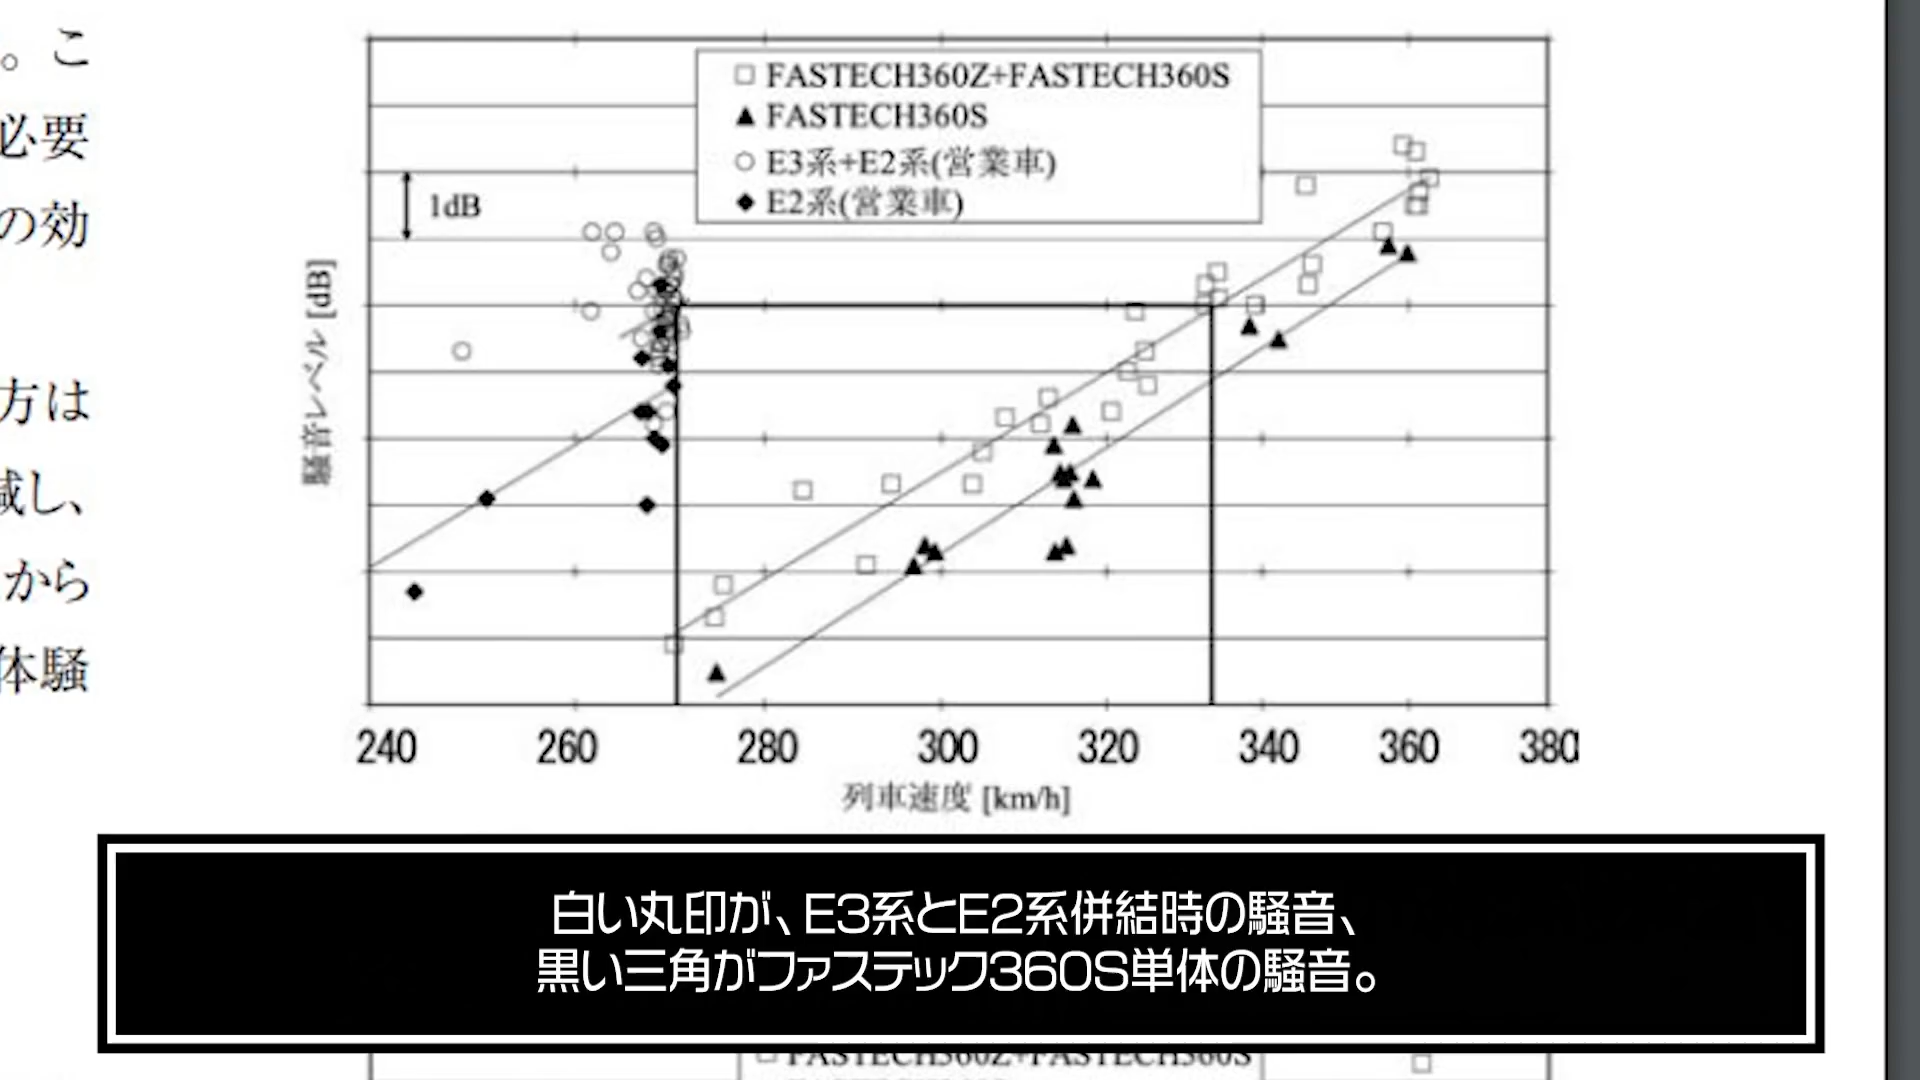 。こ
必要
の効
方は
減し、
から
体騒
□ FASTECH360Z+FASTECH360S
▲ FASTECH360S
○ E3系+E2系(営業車)
◆ E2系(営業車)
1dB
騒音レベル [dB]
240 260 280 300 320 340 360 380
列車速度 [km/h]
白い丸印が、E3系とE2系併結時の騒音、
黒い三角がファステック360S単体の騒音。
□ FASTECH360Z+FASTECH360S